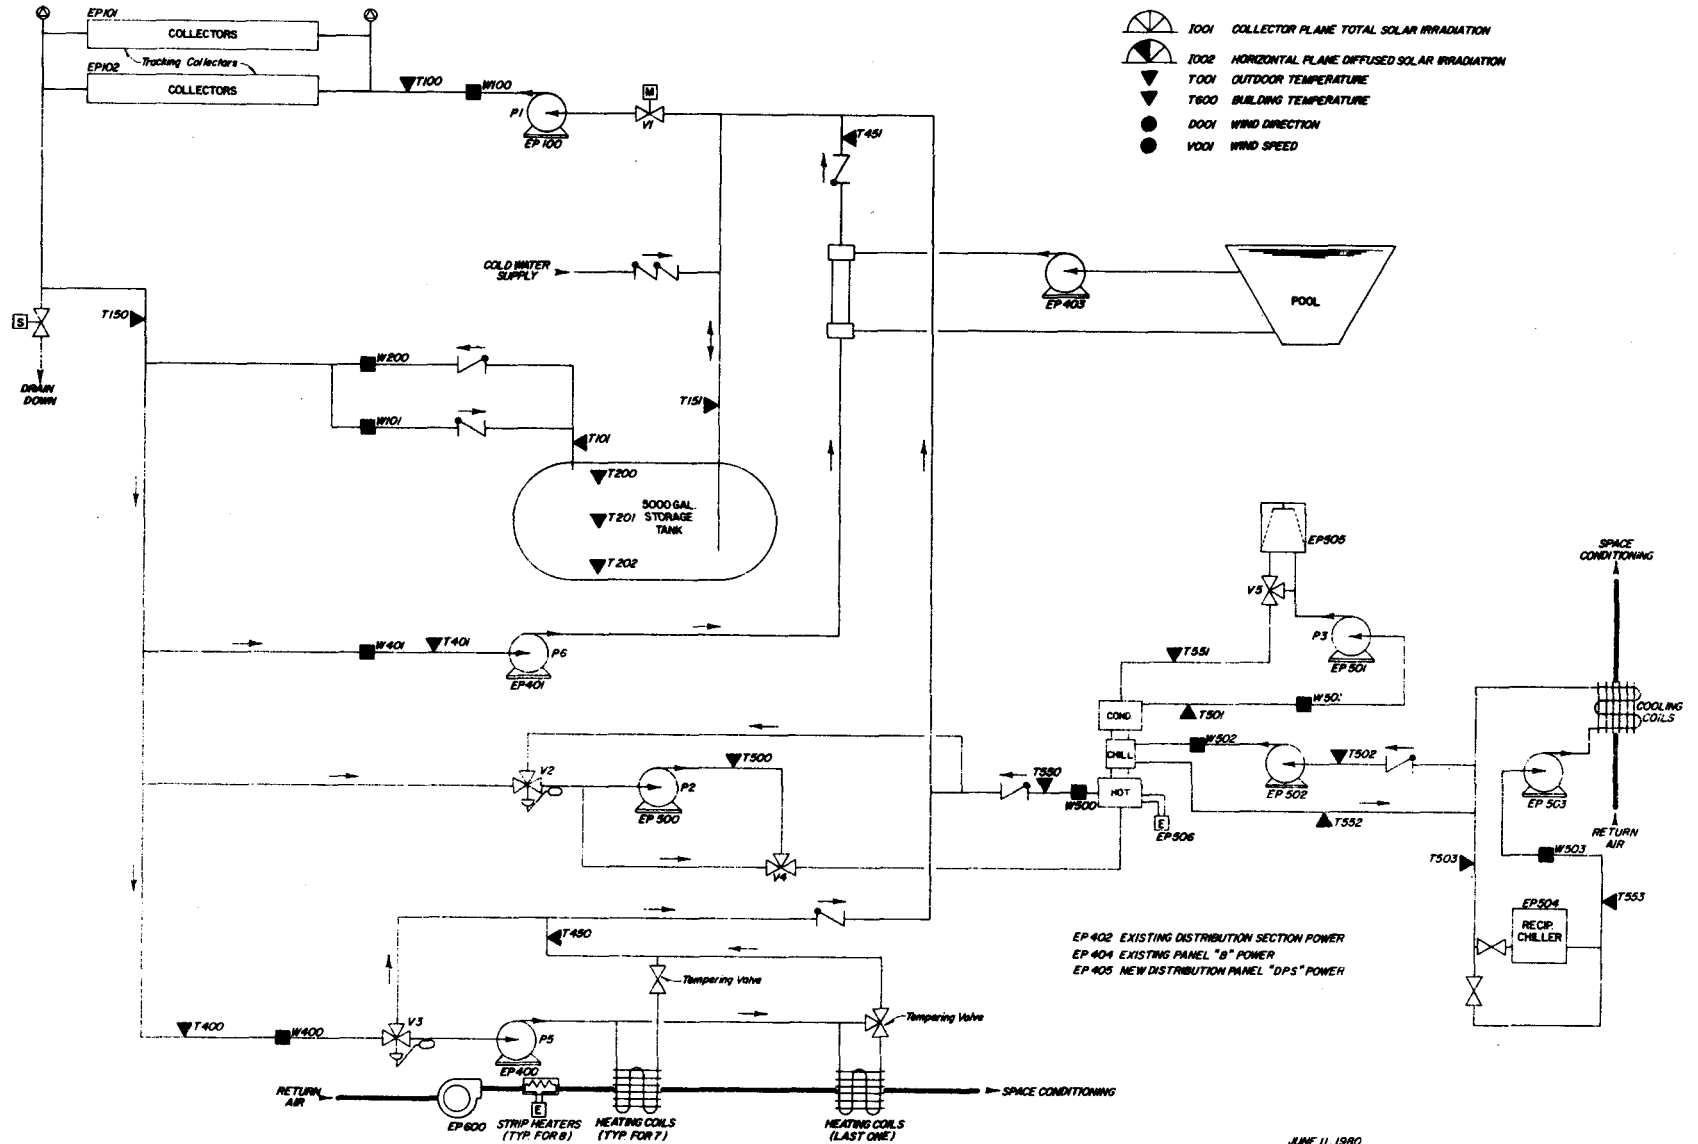 EP101
COLLECTORS
Tracking Collectors
EP102
COLLECTORS
T100
W100
P1
EP100
M
V1
T451
I001 COLLECTOR PLANE TOTAL SOLAR IRRADIATION
I002 HORIZONTAL PLANE DIFFUSED SOLAR IRRADIATION
T001 OUTDOOR TEMPERATURE
T600 BUILDING TEMPERATURE
D001 WIND DIRECTION
V001 WIND SPEED
COLD WATER
SUPPLY
EP403
POOL
S
T150
DRAIN
DOWN
W200
W101
T151
T101
T200
T201
T202
5000 GAL.
STORAGE
TANK
EP505
V5
P3
EP501
SPACE
CONDITIONING
W401
T401
P6
EP401
T551
COND
T501
W501
COOLING
COILS
V2
T500
P2
EP500
V4
CHILL
W502
T502
EP502
EP503
HOT
T550
W500
E
EP506
T552
RETURN
AIR
T503
W503
T553
EP504
RECIP.
CHILLER
T450
Tempering Valve
Tempering Valve
EP402 EXISTING DISTRIBUTION SECTION POWER
EP404 EXISTING PANEL "B" POWER
EP405 NEW DISTRIBUTION PANEL "DPS" POWER
T400
W400
V3
P5
EP400
RETURN
AIR
EP600
E
STRIP HEATERS
(TYP. FOR 8)
HEATING COILS
(TYP. FOR 7)
HEATING COILS
(LAST ONE)
SPACE CONDITIONING
JUNE 11, 1980